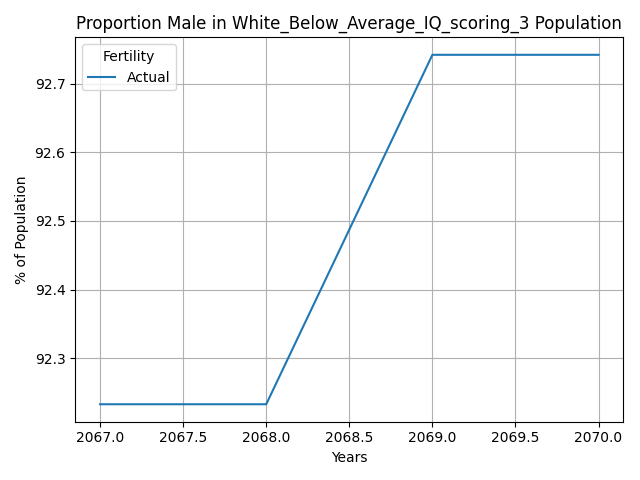 Proportion Male in White_Below_Average_IQ_scoring_3 Population
Fertility
Actual
92.7
92.6
92.5
92.4
92.3
% of Population
2067.0 2067.5 2068.0 2068.5 2069.0 2069.5 2070.0
Years